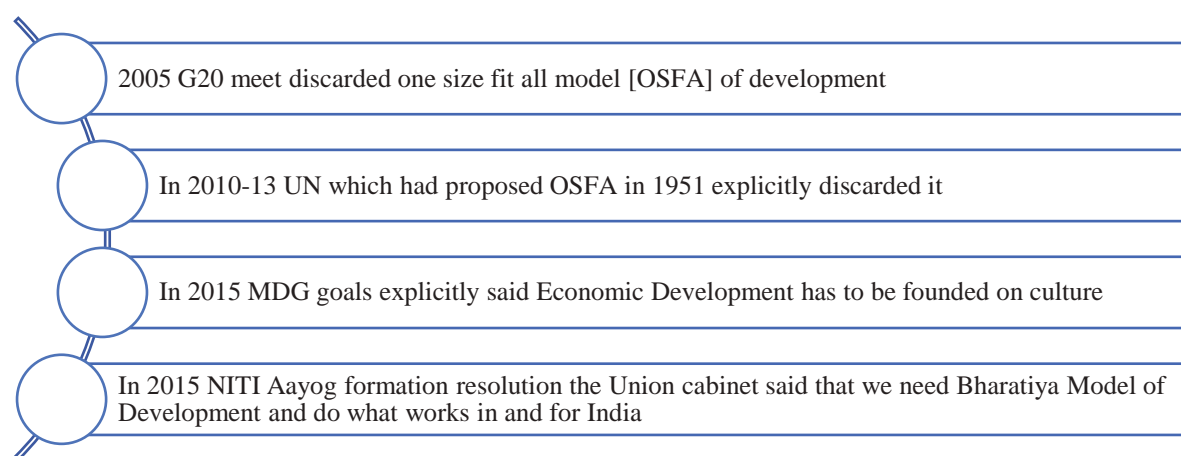 2005 G20 meet discarded one size fit all model [OSFA] of development
In 2010-13 UN which had proposed OSFA in 1951 explicitly discarded it
In 2015 MDG goals explicitly said Economic Development has to be founded on culture
In 2015 NITI Aayog formation resolution the Union cabinet said that we need Bharatiya Model of
Development and do what works in and for India